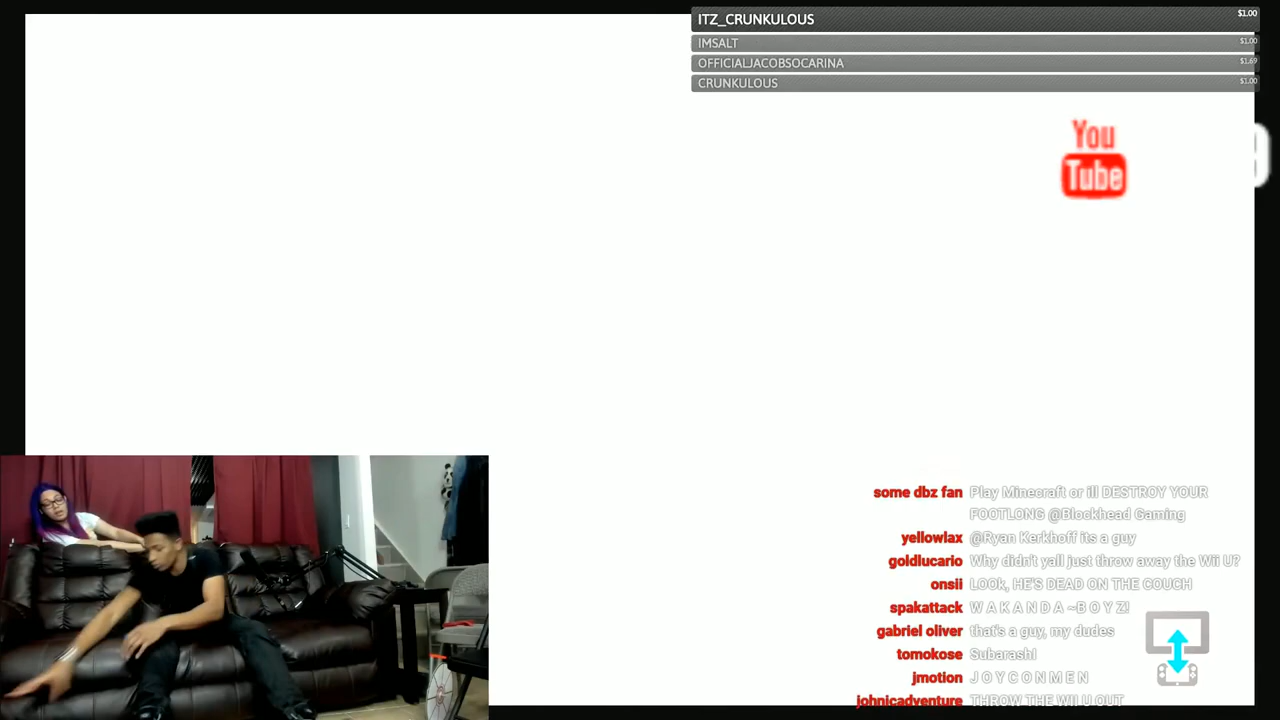 ITZ_CRUNKULOUS $1.00
IMSALT $1.00
OFFICIALJACOBSOCARINA $1.69
CRUNKULOUS $1.00
You
Tube
some dbz fan Play Minecraft or ill DESTROY YOUR
FOOTLONG @Blockhead Gaming
yellowlax @Ryan Kerkhoff its a guy
goldlucario Why didn't yall just throw away the Wii U?
onsii LOOk, HE'S DEAD ON THE COUCH
spakattack W A K A N D A ~B O Y Z!
gabriel oliver that's a guy, my dudes
tomokose Subarashi
jmotion J O Y C O N M E N
johnicadventure THROW THE WII U OUT